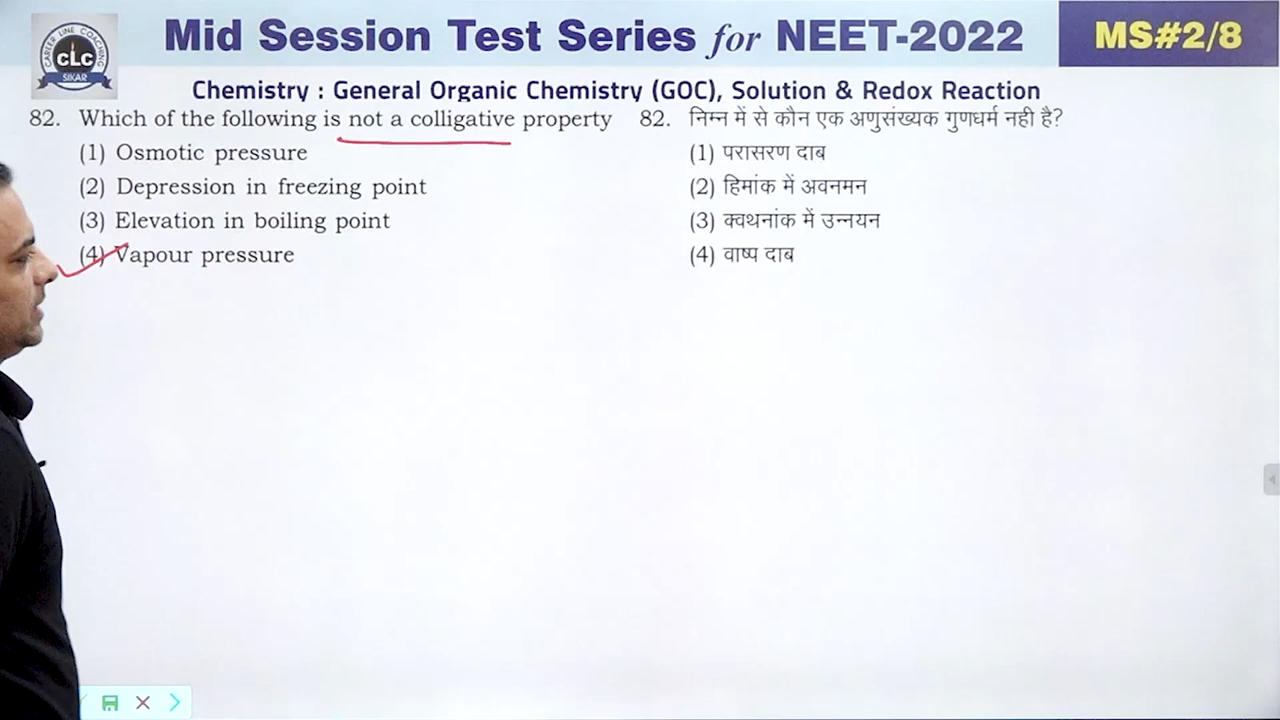 Mid Session Test Series for NEET-2022
MS#2/8
CAREER LINE COACHING
CLC
SIKAR
Chemistry : General Organic Chemistry (GOC), Solution & Redox Reaction
82. Which of the following is not a colligative property
(1) Osmotic pressure
(2) Depression in freezing point
(3) Elevation in boiling point
(4) Vapour pressure
82. निम्न में से कौन एक अणुसंख्यक गुणधर्म नही है?
(1) परासरण दाब
(2) हिमांक में अवनमन
(3) क्वथनांक में उन्नयन
(4) वाष्प दाब